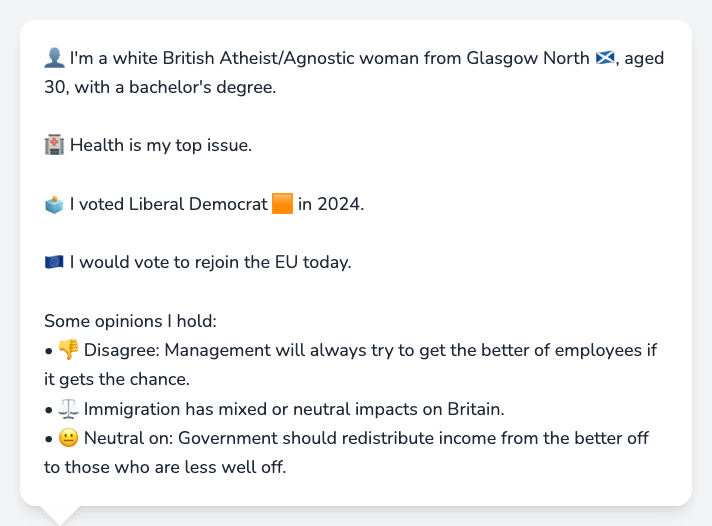 👤 I'm a white British Atheist/Agnostic woman from Glasgow North 🏴󠁧󠁢󠁳󠁣󠁴󠁿, aged
30, with a bachelor's degree.
🏥 Health is my top issue.
🗳️ I voted Liberal Democrat 🟧 in 2024.
🇪🇺 I would vote to rejoin the EU today.
Some opinions I hold:
• 👎 Disagree: Management will always try to get the better of employees if
it gets the chance.
• ⚖️ Immigration has mixed or neutral impacts on Britain.
• 😐 Neutral on: Government should redistribute income from the better off
to those who are less well off.